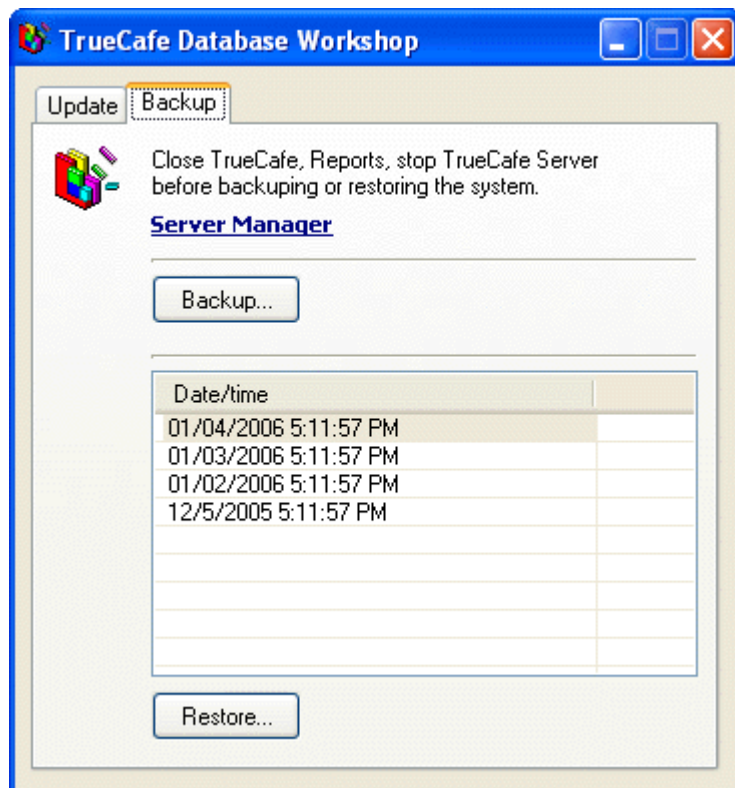 TrueCafe Database Workshop
Update
Backup
Close TrueCafe, Reports, stop TrueCafe Server
before backuping or restoring the system.
Server Manager
Backup...
Date/time
01/04/2006 5:11:57 PM
01/03/2006 5:11:57 PM
01/02/2006 5:11:57 PM
12/5/2005 5:11:57 PM
Restore...